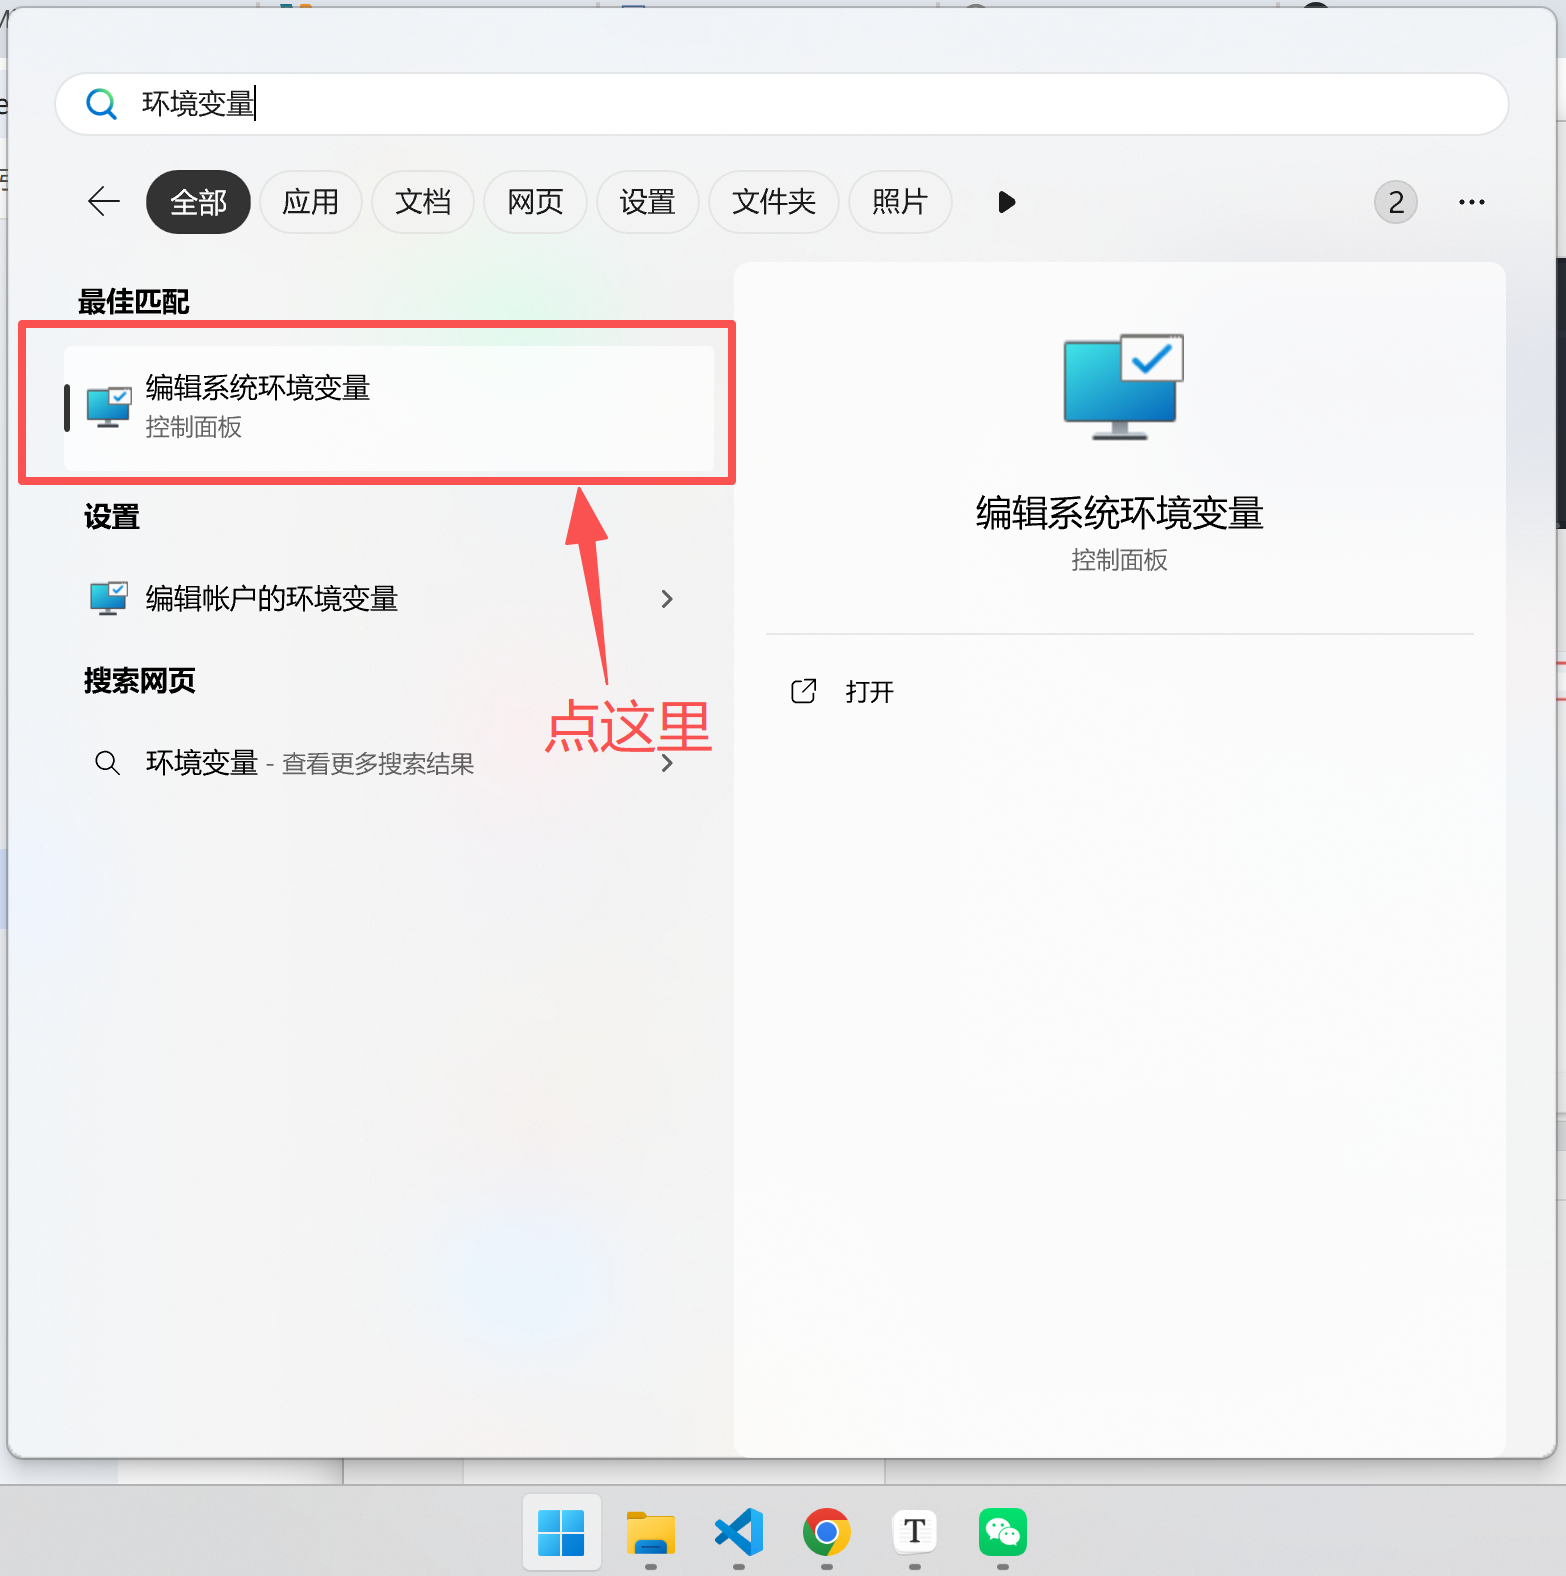 环境变量
全部 应用 文档 网页 设置 文件夹 照片 2
最佳匹配
编辑系统环境变量
控制面板
设置
编辑帐户的环境变量
搜索网页
环境变量 - 查看更多搜索结果
点这里
编辑系统环境变量
控制面板
打开
T